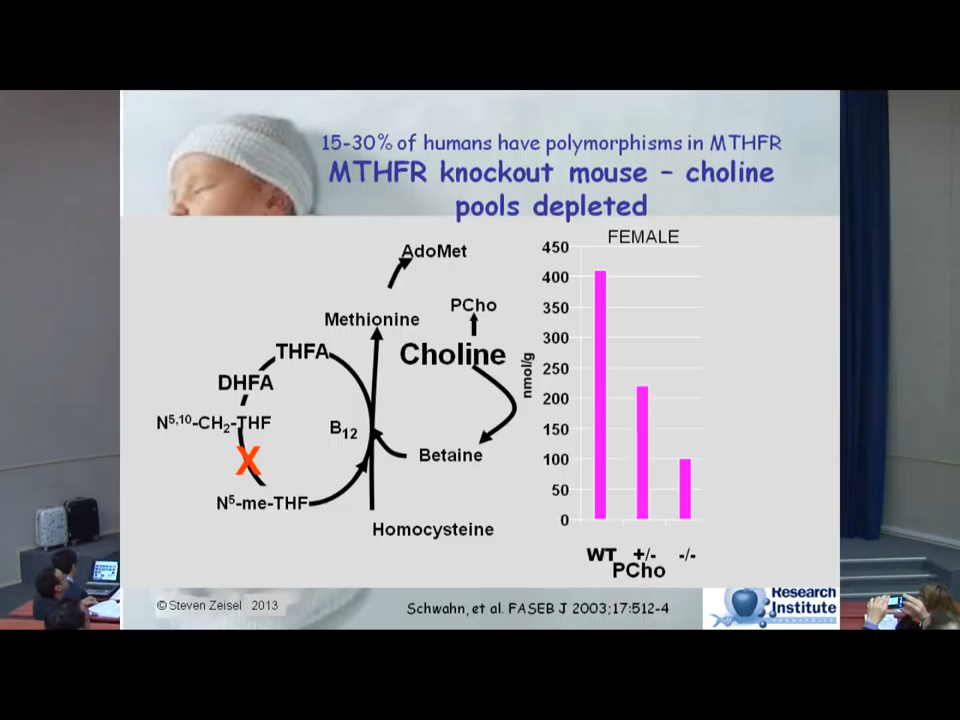 15-30% of humans have polymorphisms in MTHFR
MTHFR knockout mouse – choline
pools depleted
AdoMet
PCho
Methionine
Choline
THFA
DHFA
N5,10-CH2-THF
X
B12
Betaine
N5-me-THF
Homocysteine
FEMALE
nmol/g
450
400
350
300
250
200
150
100
50
0
WT +/- -/-
PCho
© Steven Zeisel 2013
Schwahn, et al. FASEB J 2003;17:512-4
Research
Institute